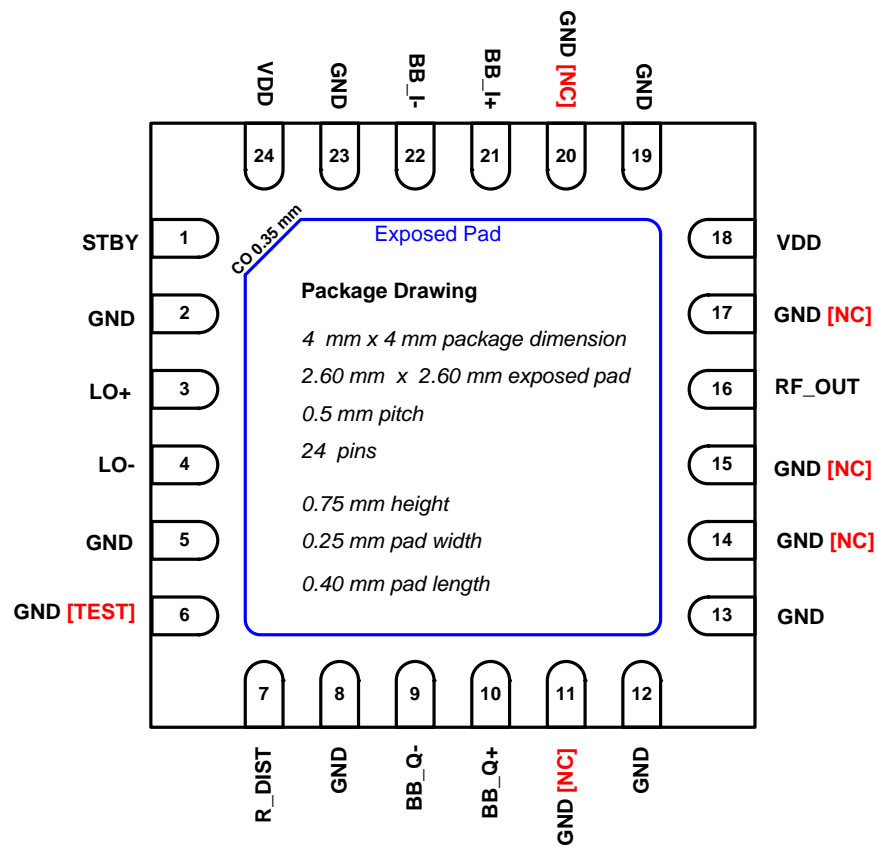 VDD
GND
BB_I-
BB_I+
GND [NC]
GND
24
23
22
21
20
19
STBY
1
GND
2
LO+
3
LO-
4
GND
5
GND [TEST]
6
CO 0.35 mm
Exposed Pad
Package Drawing
4 mm x 4 mm package dimension
2.60 mm x 2.60 mm exposed pad
0.5 mm pitch
24 pins
0.75 mm height
0.25 mm pad width
0.40 mm pad length
18
VDD
17
GND [NC]
16
RF_OUT
15
GND [NC]
14
GND [NC]
13
GND
7
8
9
10
11
12
R_DIST
GND
BB_Q-
BB_Q+
GND [NC]
GND